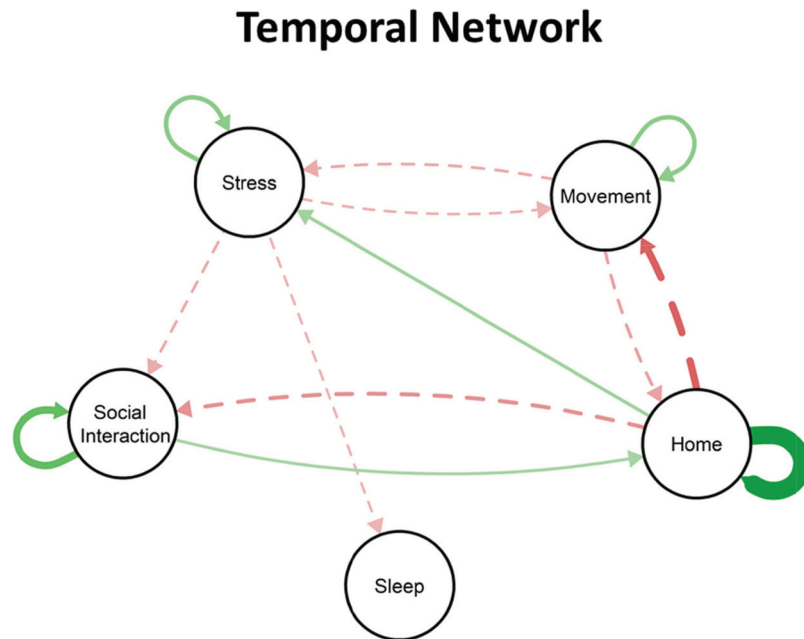 Temporal Network
Stress
Movement
Social
Interaction
Home
Sleep